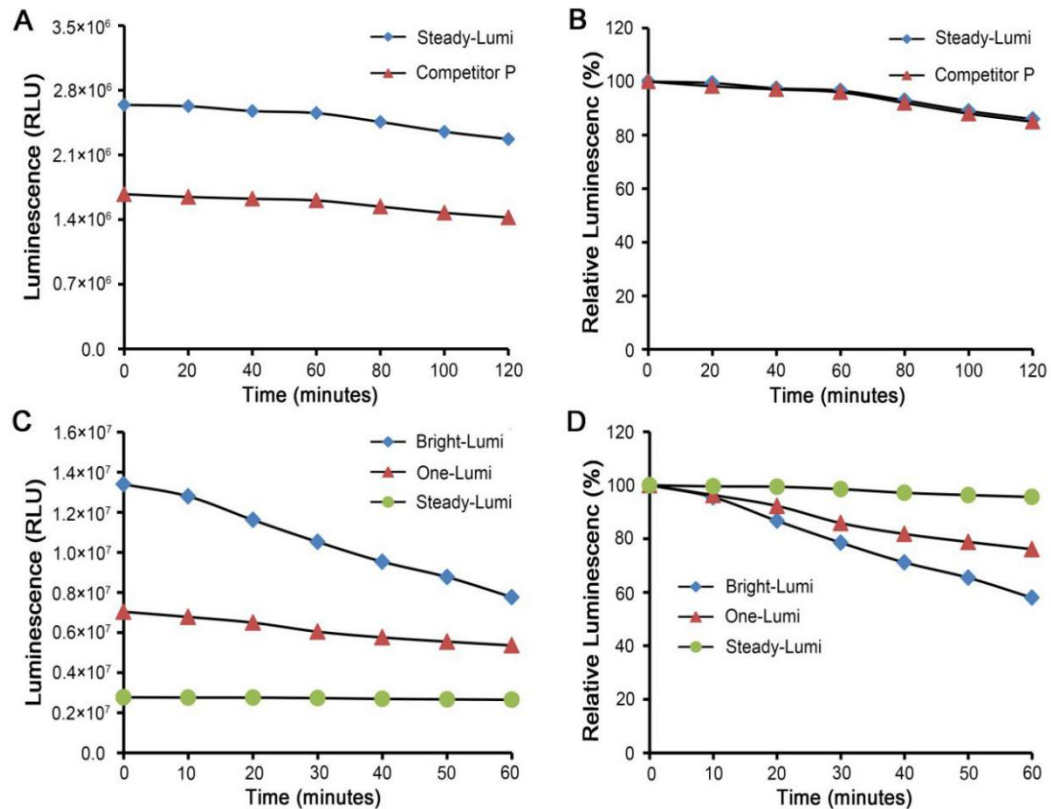 A
Luminescence (RLU)
3.5×10⁶
2.8×10⁶
2.1×10⁶
1.4×10⁶
0.7×10⁶
0.0
Steady-Lumi
Competitor P
0 20 40 60 80 100 120
Time (minutes)
B
Relative Luminescenc (%)
120
100
80
60
40
20
0
Steady-Lumi
Competitor P
0 20 40 60 80 100 120
Time (minutes)
C
Luminescence (RLU)
1.6×10⁷
1.4×10⁷
1.2×10⁷
1.0×10⁷
0.8×10⁷
0.6×10⁷
0.4×10⁷
0.2×10⁷
0.0
Bright-Lumi
One-Lumi
Steady-Lumi
0 10 20 30 40 50 60
Time (minutes)
D
Relative Luminescenc (%)
120
100
80
60
40
20
0
Bright-Lumi
One-Lumi
Steady-Lumi
0 10 20 30 40 50 60
Time (minutes)